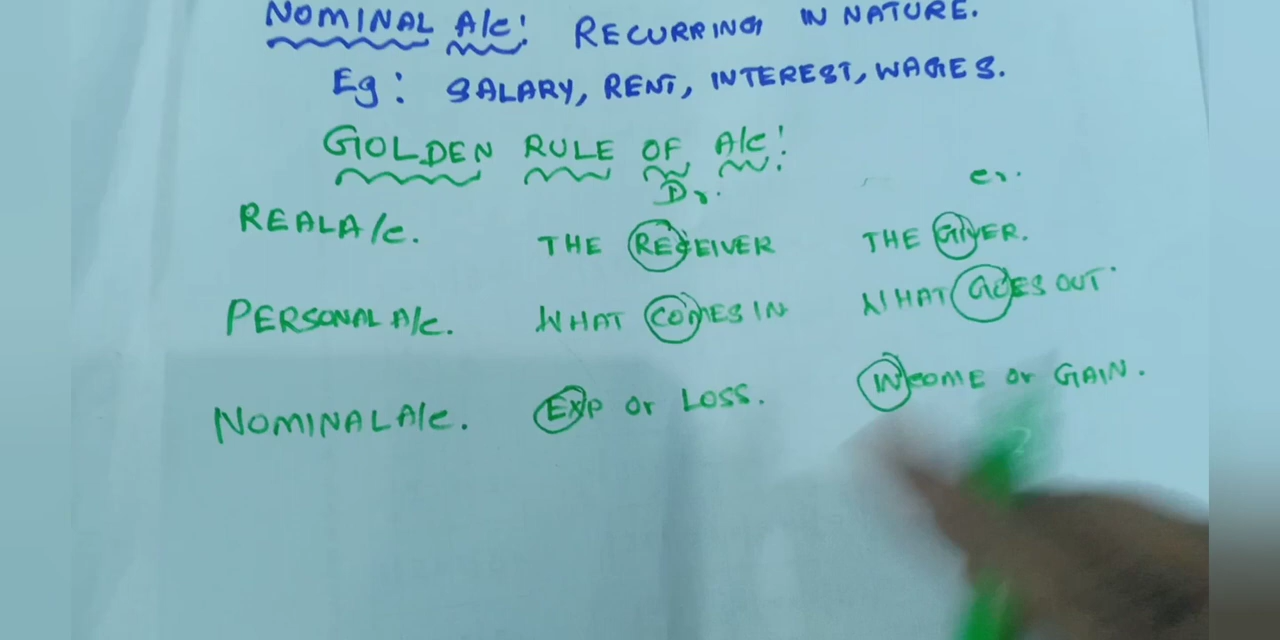 NOMINAL A/c: RECURRING IN NATURE.
Eg: SALARY, RENT, INTEREST, WAGES.
GOLDEN RULE OF A/c:
Dr. Cr.
REAL A/c. THE RECEIVER THE GIVER.
PERSONAL A/c. WHAT COMES IN WHAT GOES OUT.
NOMINAL A/c. EXP or LOSS. INCOME or GAIN.